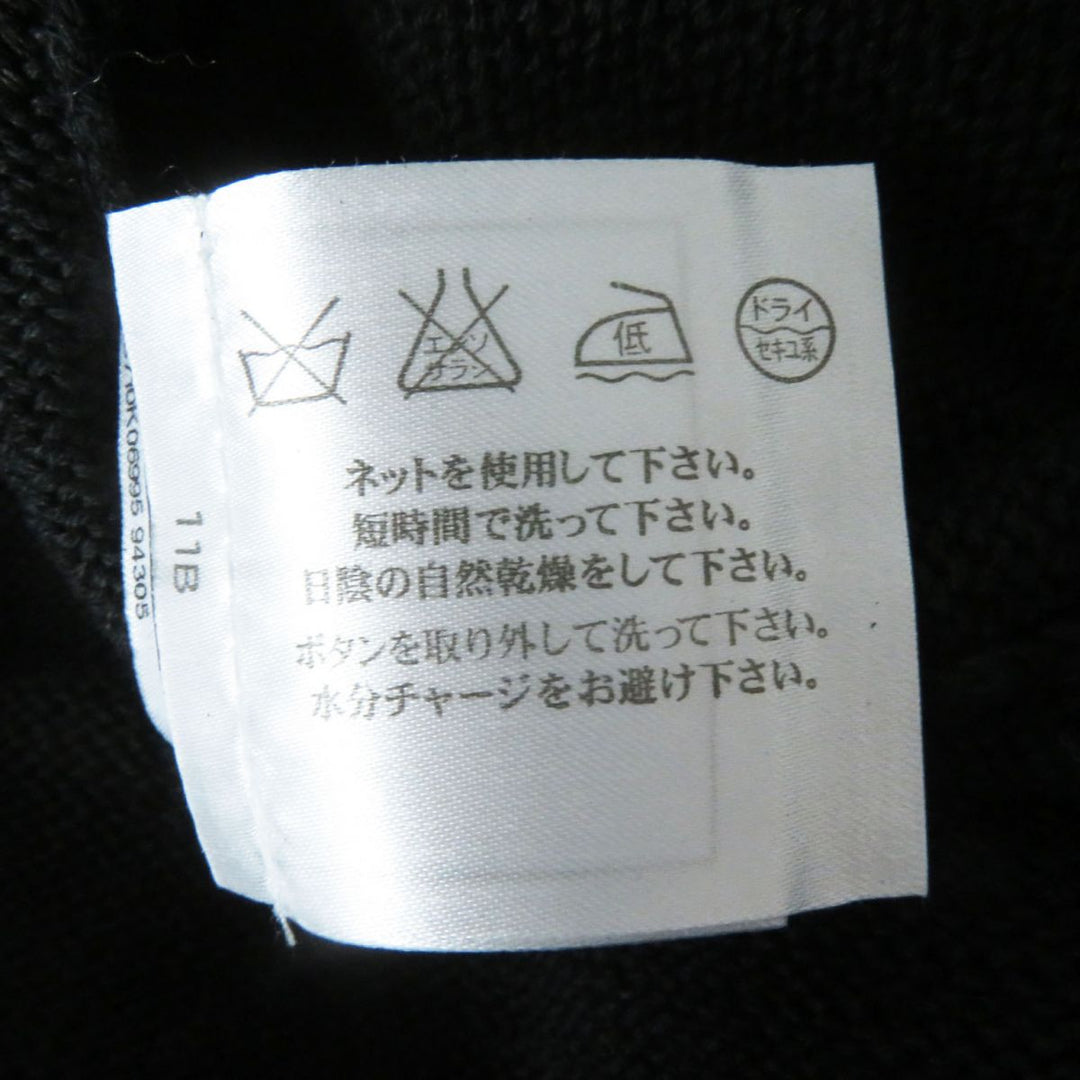 エンソ
サラシ
低
ドライ
セキユ系
ネットを使用して下さい。
短時間で洗って下さい。
日陰の自然乾燥をして下さい。
ボタンを取り外して洗って下さい。
水分チャージをお避け下さい。
11B
10K06995 94305